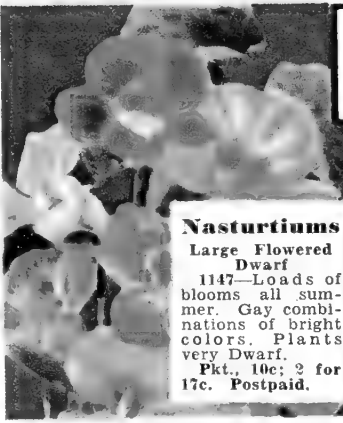 Nasturtiums
Large Flowered
Dwarf
1147—Loads of
blooms all sum-
mer. Gay combi-
nations of bright
colors. Plants
very Dwarf.
Pkt., 10c; 2 for
17c. Postpaid.